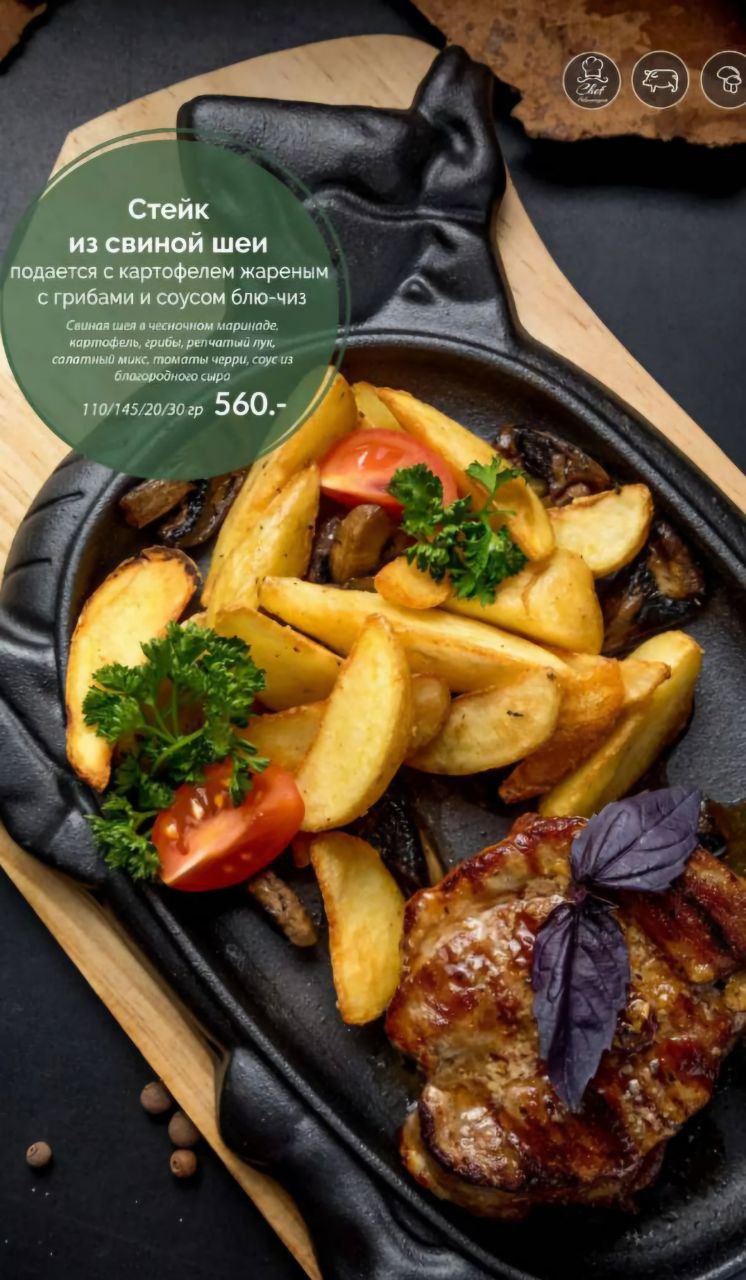 Chef
Стейк
из свиной шеи
подается с картофелем жареным
с грибами и соусом блю-чиз
Свиная шея в чесночном маринаде,
картофель, грибы, репчатый лук,
салатный микс, томаты черри, соус из
благородного сыра
110/145/20/30 гр 560.-